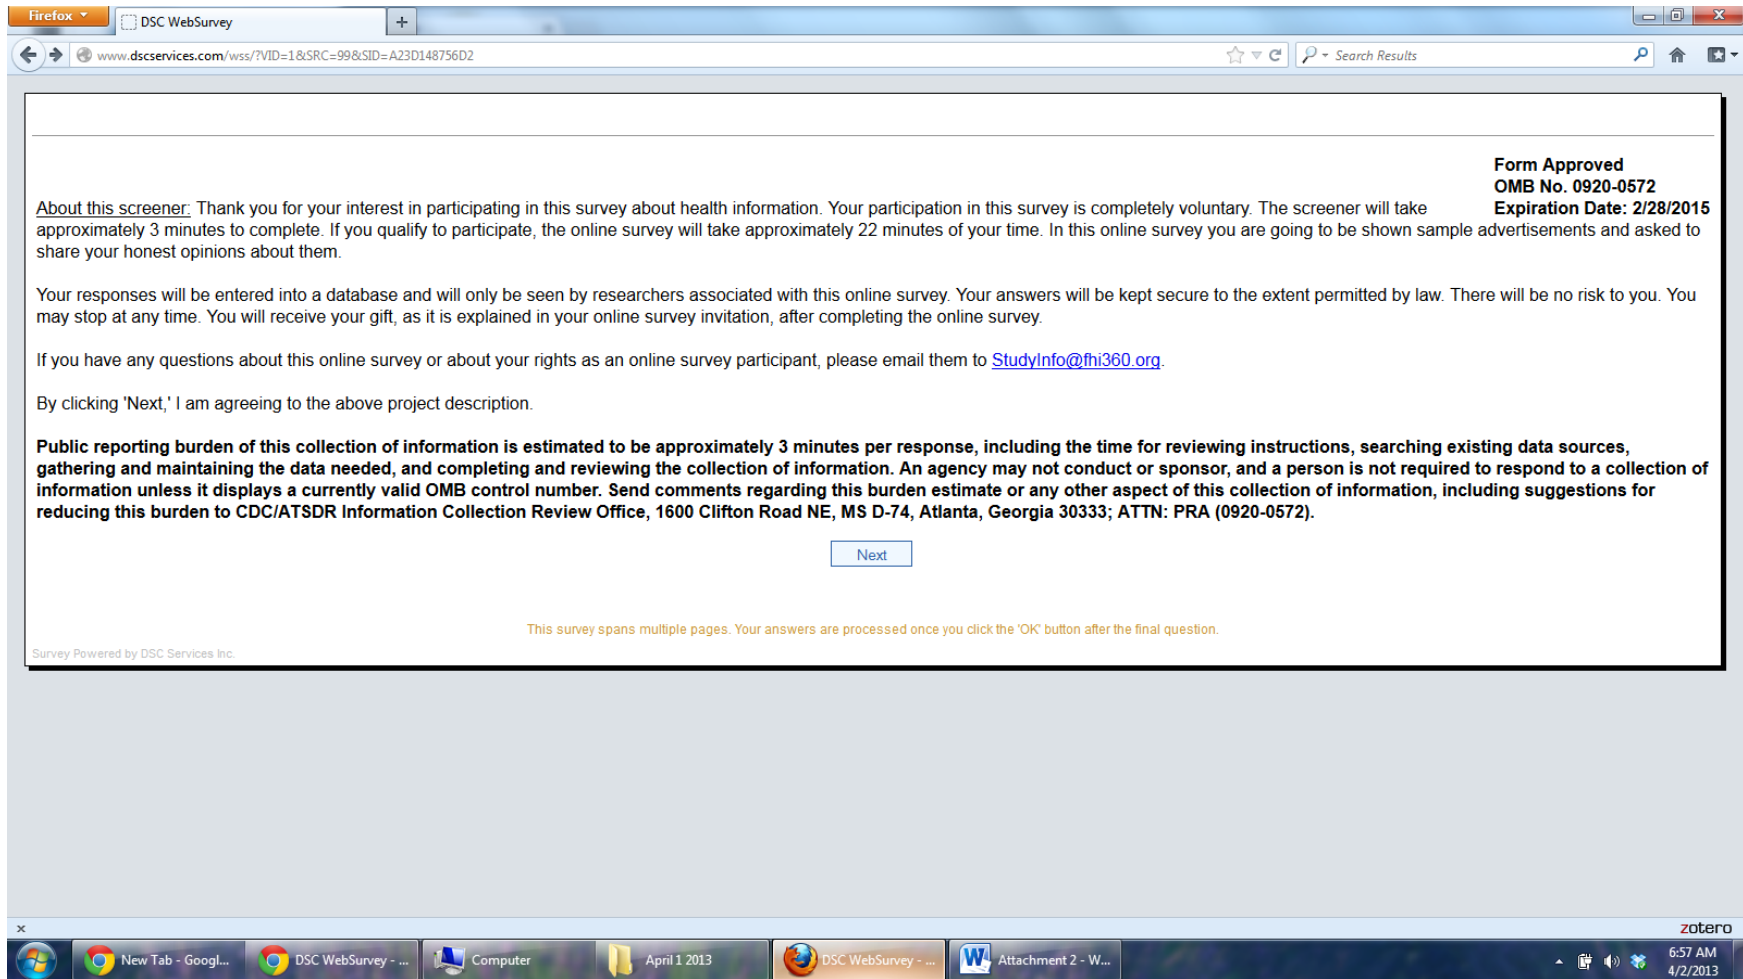 Firefox
DSC WebSurvey
www.dscservices.com/wss/?VID=1&SRC=99&SID=A23D148756D2
Search Results
Form Approved
OMB No. 0920-0572
Expiration Date: 2/28/2015
About this screener: Thank you for your interest in participating in this survey about health information. Your participation in this survey is completely voluntary. The screener will take
approximately 3 minutes to complete. If you qualify to participate, the online survey will take approximately 22 minutes of your time. In this online survey you are going to be shown sample advertisements and asked to
share your honest opinions about them.
Your responses will be entered into a database and will only be seen by researchers associated with this online survey. Your answers will be kept secure to the extent permitted by law. There will be no risk to you. You
may stop at any time. You will receive your gift, as it is explained in your online survey invitation, after completing the online survey.
If you have any questions about this online survey or about your rights as an online survey participant, please email them to StudyInfo@fhi360.org.
By clicking 'Next,' I am agreeing to the above project description.
Public reporting burden of this collection of information is estimated to be approximately 3 minutes per response, including the time for reviewing instructions, searching existing data sources,
gathering and maintaining the data needed, and completing and reviewing the collection of information. An agency may not conduct or sponsor, and a person is not required to respond to a collection of
information unless it displays a currently valid OMB control number. Send comments regarding this burden estimate or any other aspect of this collection of information, including suggestions for
reducing this burden to CDC/ATSDR Information Collection Review Office, 1600 Clifton Road NE, MS D-74, Atlanta, Georgia 30333; ATTN: PRA (0920-0572).
Next
This survey spans multiple pages. Your answers are processed once you click the 'OK' button after the final question.
Survey Powered by DSC Services Inc.
zotero
New Tab - Googl...
DSC WebSurvey - ...
Computer
April 1 2013
DSC WebSurvey - ...
Attachment 2 - W...
6:57 AM
4/2/2013